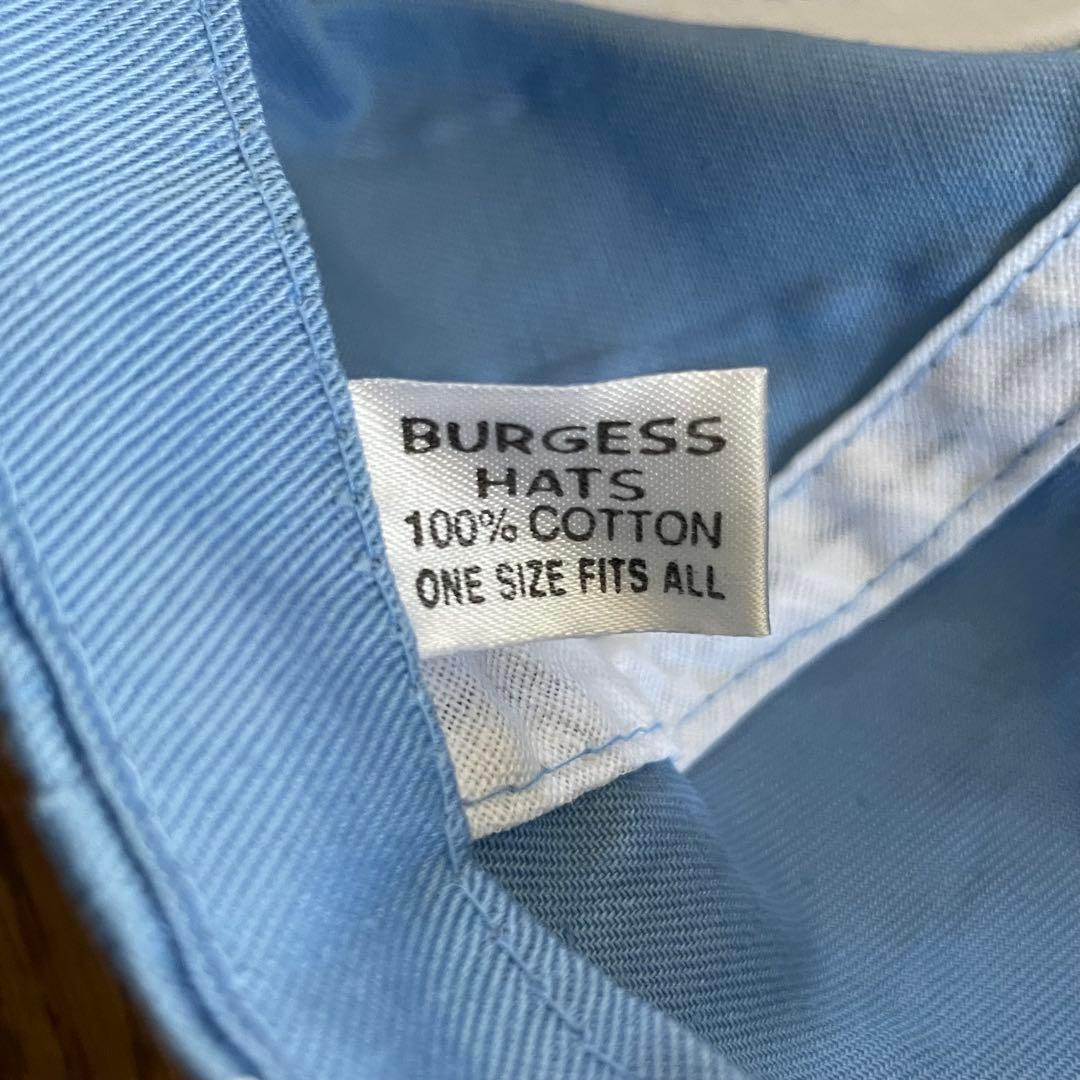 BURGESS
HATS
100% COTTON
ONE SIZE FITS ALL